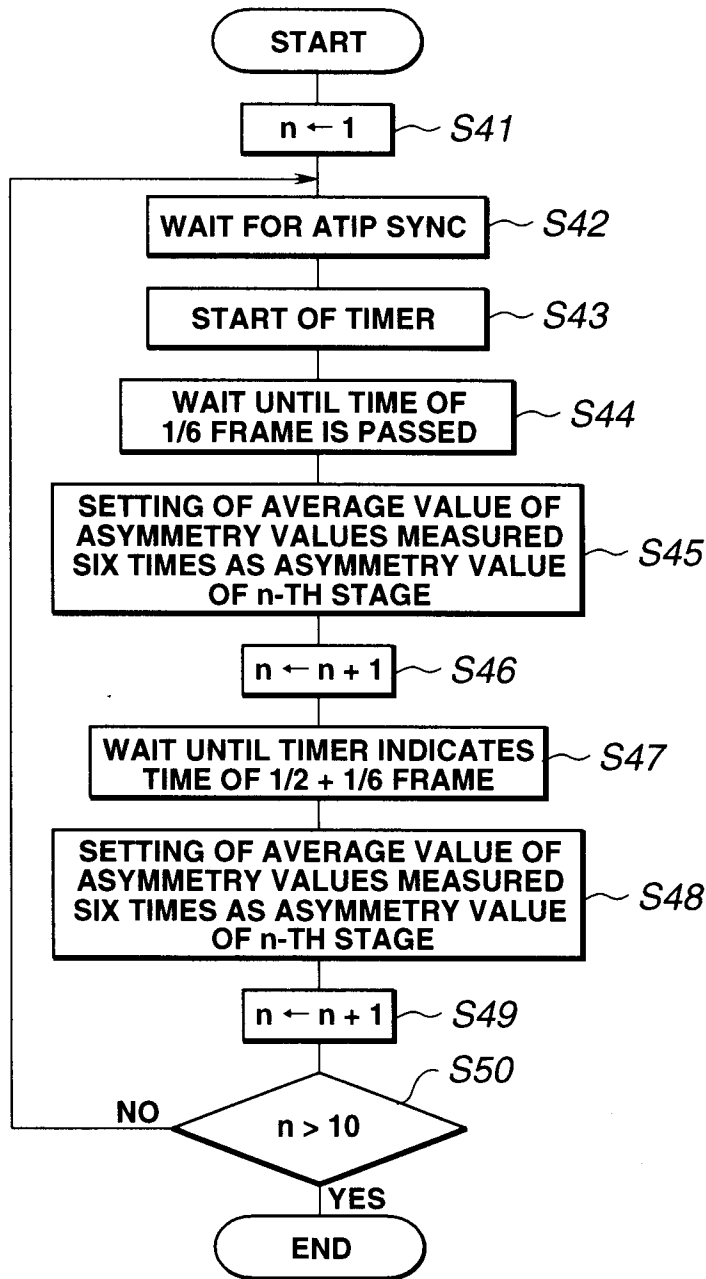 START
n ← 1 S41
WAIT FOR ATIP SYNC S42
START OF TIMER S43
WAIT UNTIL TIME OF
1/6 FRAME IS PASSED S44
SETTING OF AVERAGE VALUE OF
ASYMMETRY VALUES MEASURED
SIX TIMES AS ASYMMETRY VALUE S45
OF n-TH STAGE
n ← n + 1 S46
WAIT UNTIL TIMER INDICATES S47
TIME OF 1/2 + 1/6 FRAME
SETTING OF AVERAGE VALUE OF
ASYMMETRY VALUES MEASURED
SIX TIMES AS ASYMMETRY VALUE S48
OF n-TH STAGE
n ← n + 1 S49
S50
NO
n > 10
YES
END